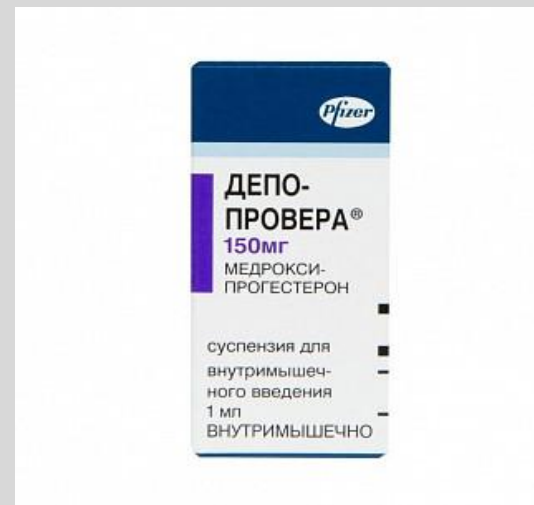 Pfizer
ДЕПО-
ПРОВЕРА®
150мг
МЕДРОКСИ-
ПРОГЕСТЕРОН
суспензия для
внутримышеч-
ного введения
1 мл
ВНУТРИМЫШЕЧНО